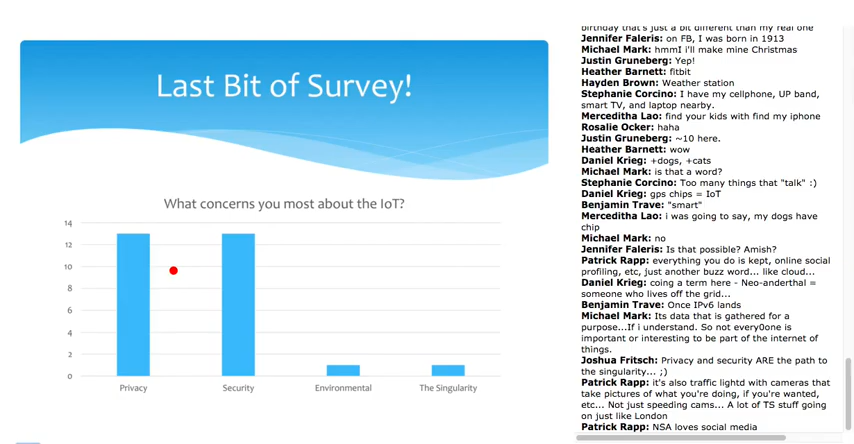 Last Bit of Survey!
What concerns you most about the IoT?
14
12
10
8
6
4
2
0
Privacy
Security
Environmental
The Singularity
birthday that's just a bit different than my real one
Jennifer Faleris: on FB, I was born in 1913
Michael Mark: hmmI i'll make mine Christmas
Justin Gruneberg: Yep!
Heather Barnett: fitbit
Hayden Brown: Weather station
Stephanie Corcino: I have my cellphone, UP band,
smart TV, and laptop nearby.
Merceditha Lao: find your kids with find my iphone
Rosalie Ocker: haha
Justin Gruneberg: ~10 here.
Heather Barnett: wow
Daniel Krieg: +dogs, +cats
Michael Mark: is that a word?
Stephanie Corcino: Too many things that "talk" :)
Daniel Krieg: gps chips = IoT
Benjamin Trave: "smart"
Merceditha Lao: i was going to say, my dogs have
chip
Michael Mark: no
Jennifer Faleris: Is that possible? Amish?
Patrick Rapp: everything you do is kept, online social
profiling, etc, just another buzz word... like cloud...
Daniel Krieg: coing a term here - Neo-anderthal =
someone who lives off the grid...
Benjamin Trave: Once IPv6 lands
Michael Mark: Its data that is gathered for a
purpose...If i understand. So not every0one is
important or interesting to be part of the internet of
things.
Joshua Fritsch: Privacy and security ARE the path to
the singularity... ;)
Patrick Rapp: it's also traffic lightd with cameras that
take pictures of what you're doing, if you're wanted,
etc... Not just speeding cams... A lot of TS stuff going
on just like London
Patrick Rapp: NSA loves social media